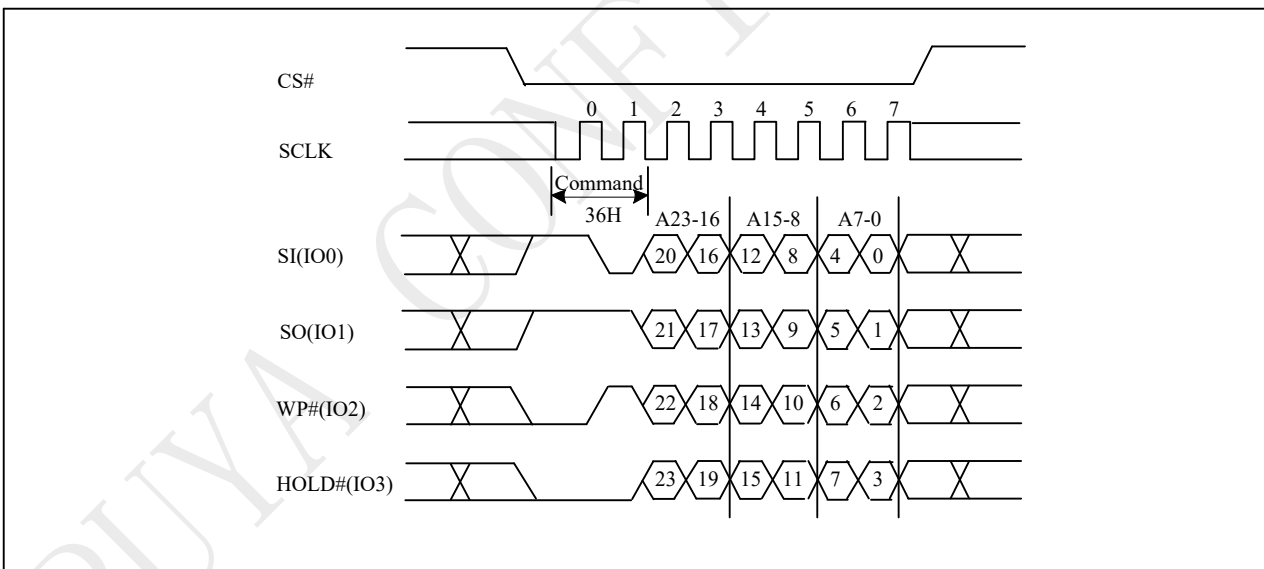 CS#
0 1 2 3 4 5 6 7
SCLK
Command
36H
A23-16 A15-8 A7-0
SI(IO0)
20 16 12 8 4 0
SO(IO1)
21 17 13 9 5 1
WP#(IO2)
22 18 14 10 6 2
HOLD#(IO3)
23 19 15 11 7 3
PUYA